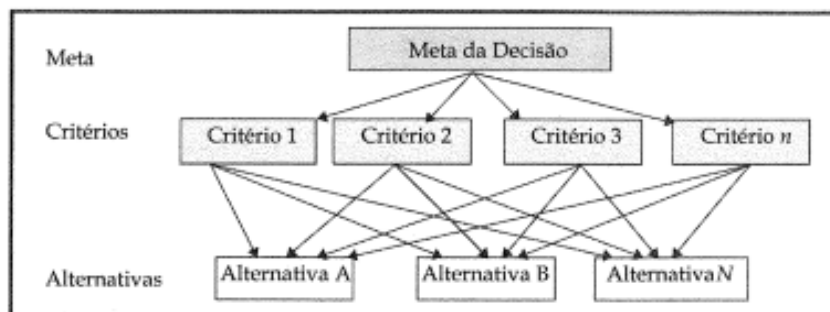 Meta
Meta da Decisão
Critérios
Critério 1
Critério 2
Critério 3
Critério n
Alternativas
Alternativa A
Alternativa B
Alternativa N